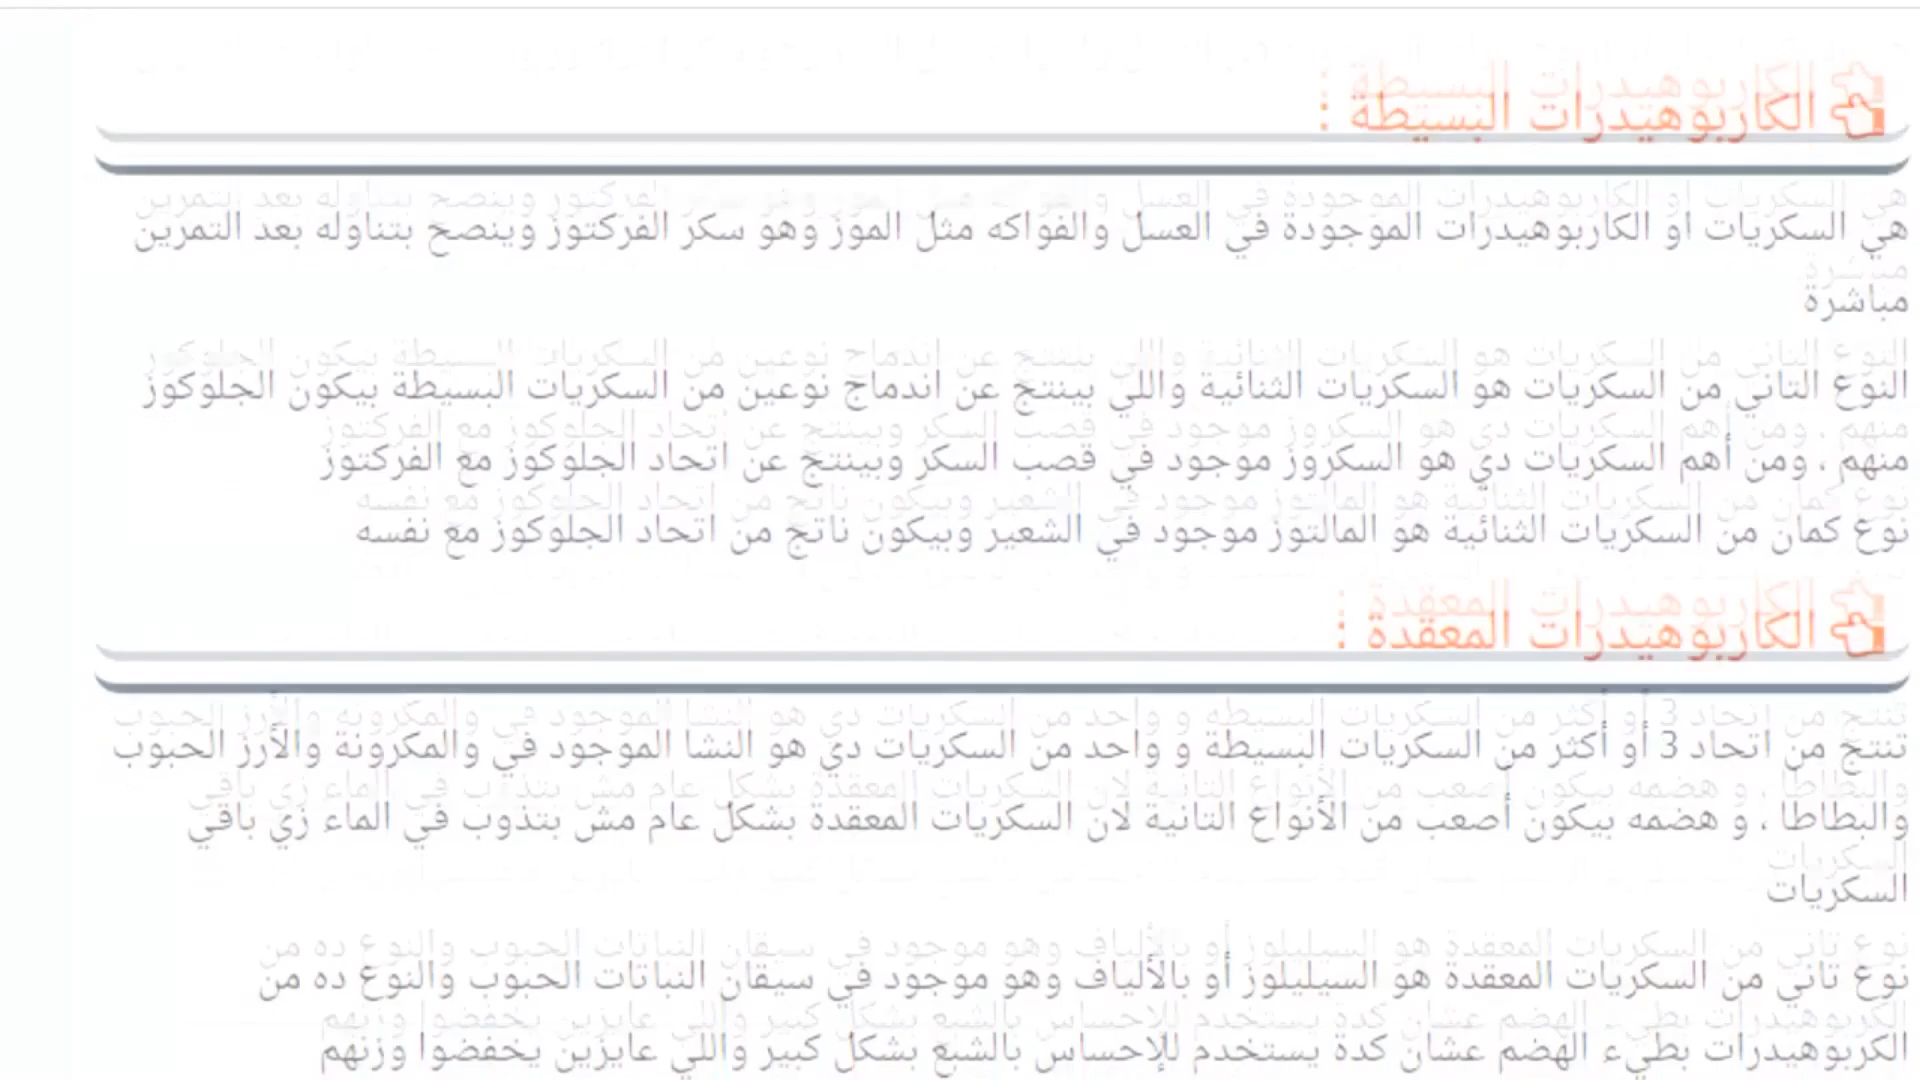 الكاربوهيدرات البسيطة :
هي السكريات او الكاربوهيدرات الموجودة في العسل والفواكه مثل الموز وهو سكر الفركتوز وينصح بتناوله بعد التمرين
مباشرة
النوع التاني من السكريات هو السكريات الثنائية واللي بينتج عن اندماج نوعين من السكريات البسيطة بيكون الجلوكوز
منهم ، ومن أهم السكريات دي هو السكروز موجود في قصب السكر وبينتج عن اتحاد الجلوكوز مع الفركتوز
نوع كمان من السكريات الثنائية هو المالتوز موجود في الشعير وبيكون ناتج من اتحاد الجلوكوز مع نفسه
الكاربوهيدرات المعقدة :
تنتج من اتحاد 3 أو أكثر من السكريات البسيطة و واحد من السكريات دي هو النشا الموجود في والمكرونة والأرز الحبوب
والبطاطا ، و هضمه بيكون أصعب من الأنواع التانية لان السكريات المعقدة بشكل عام مش بتذوب في الماء زي باقي
السكريات
نوع تاني من السكريات المعقدة هو السيليلوز أو بالألياف وهو موجود في سيقان النباتات الحبوب والنوع ده من
الكربوهيدرات بطيء الهضم عشان كدة يستخدم للإحساس بالشبع بشكل كبير واللي عايزين يخفضوا وزنهم